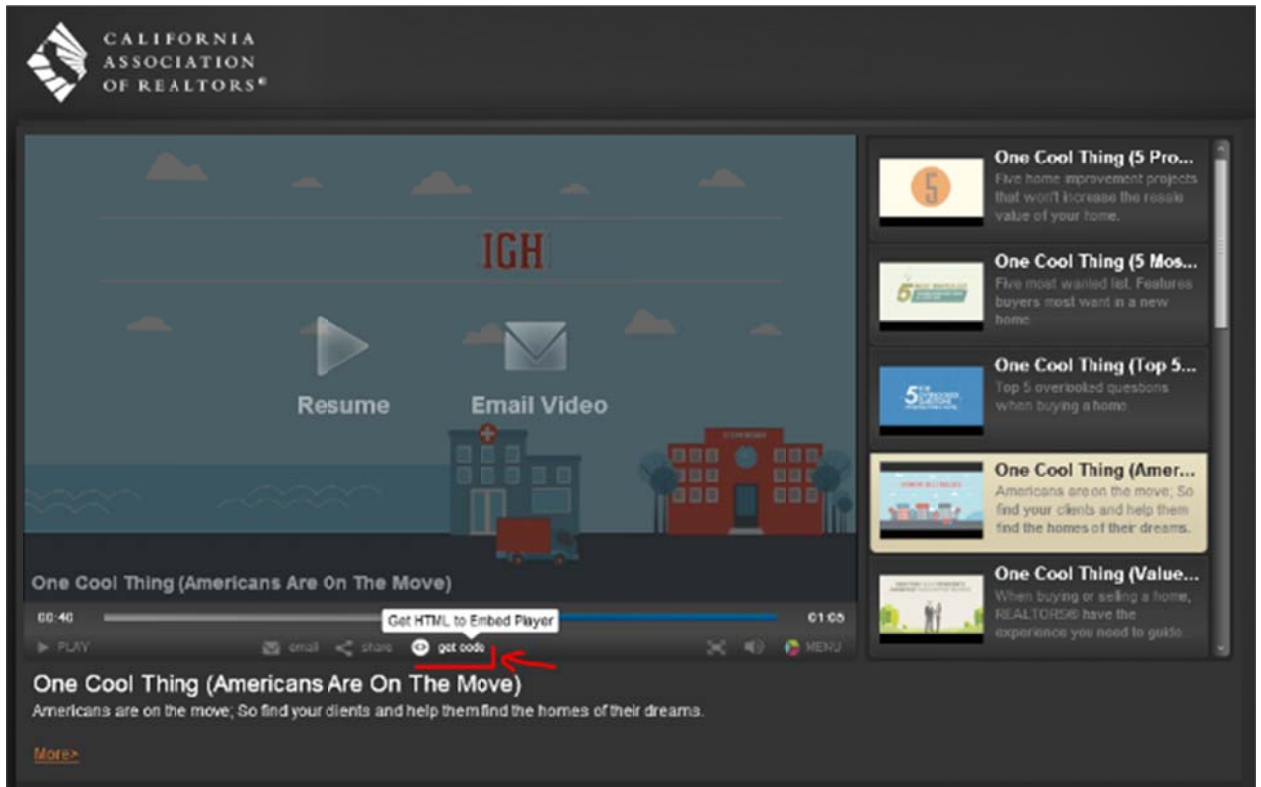 CALIFORNIA
ASSOCIATION
OF REALTORS®
IGH
Resume
Email Video
One Cool Thing (Americans Are On The Move)
00:40
01:05
Get HTML to Embed Player
PLAY
email
share
get code
MENU
One Cool Thing (Americans Are On The Move)
Americans are on the move; So find your clients and help them find the homes of their dreams.
More>
One Cool Thing (5 Pro...
Five home improvement projects
that won't increase the resale
value of your home.
One Cool Thing (5 Mos...
Five most wanted list. Features
buyers most want in a new
home
5
One Cool Thing (Top 5...
Top 5 overlooked questions
when buying a home
5
One Cool Thing (Amer...
Americans are on the move; So
find your clients and help them
find the homes of their dreams.
One Cool Thing (Value...
When buying or selling a home,
REALTORS® have the
experience you need to guide